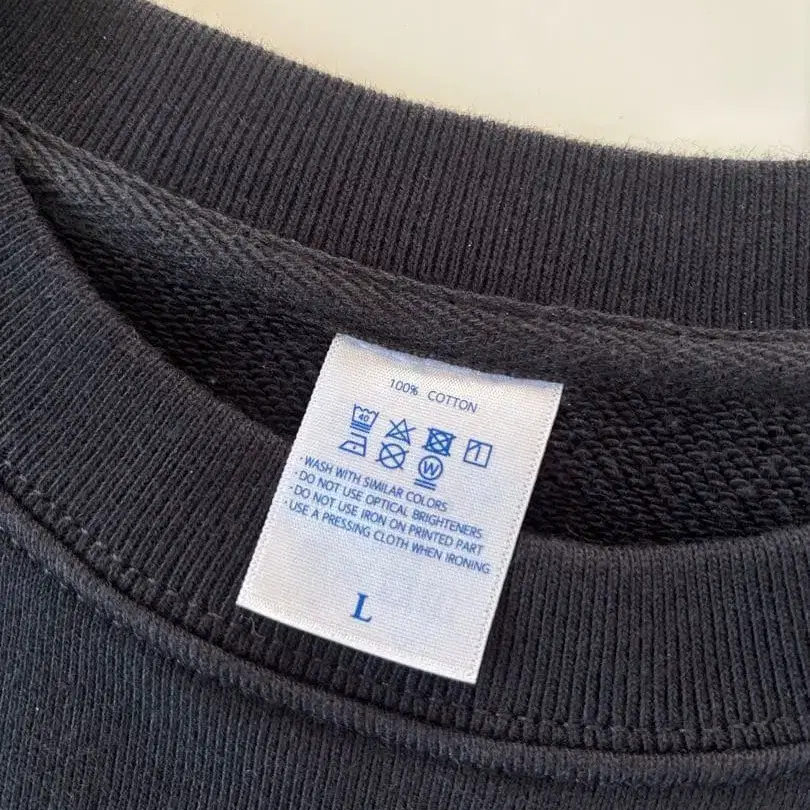 100% COTTON
40
W
· WASH WITH SIMILAR COLORS
· DO NOT USE OPTICAL BRIGHTENERS
· DO NOT USE IRON ON PRINTED PART
· USE A PRESSING CLOTH WHEN IRONING
L